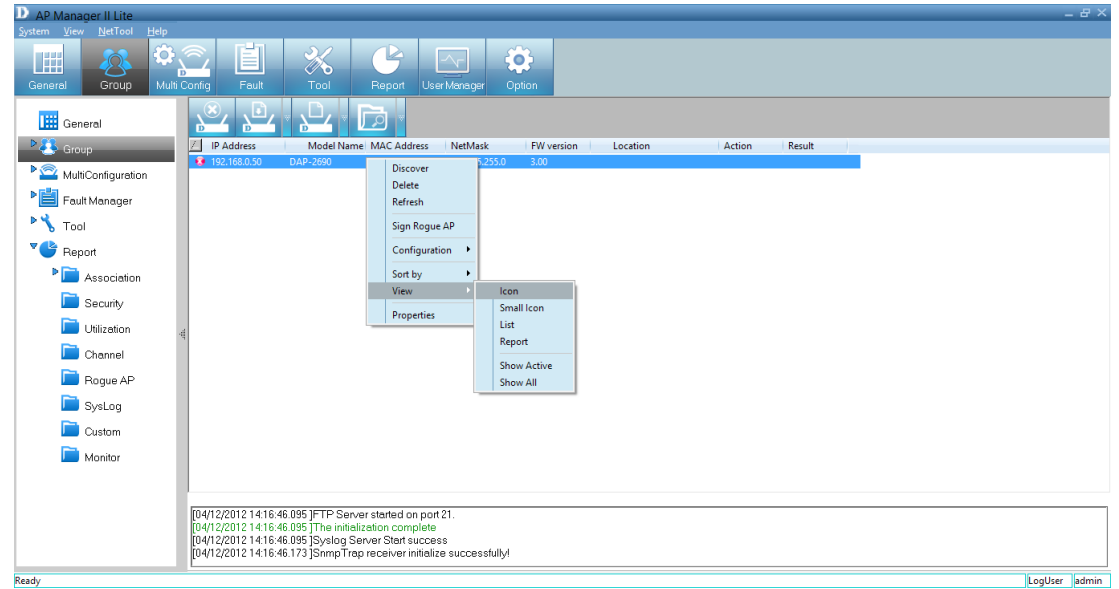 D AP Manager II Lite
System View NetTool Help
General Group Multi Config Fault Tool Report UserManager Option
General
Group
MultiConfiguration
Fault Manager
Tool
Report
Association
Security
Utilization
Channel
Rogue AP
SysLog
Custom
Monitor
IP Address Model Name MAC Address NetMask FW version Location Action Result
192.168.0.50 DAP-2690 5.255.0 3.00
Discover
Delete
Refresh
Sign Rogue AP
Configuration
Sort by
View
Properties
Icon
Small Icon
List
Report
Show Active
Show All
[04/12/2012 14:16:46.095 ]FTP Server started on port 21.
[04/12/2012 14:16:46.095 ]The initialization complete
[04/12/2012 14:16:46.095 ]Syslog Server Start success
[04/12/2012 14:16:46.173 ]SnmpTrap receiver initialize successfully!
Ready LogUser admin